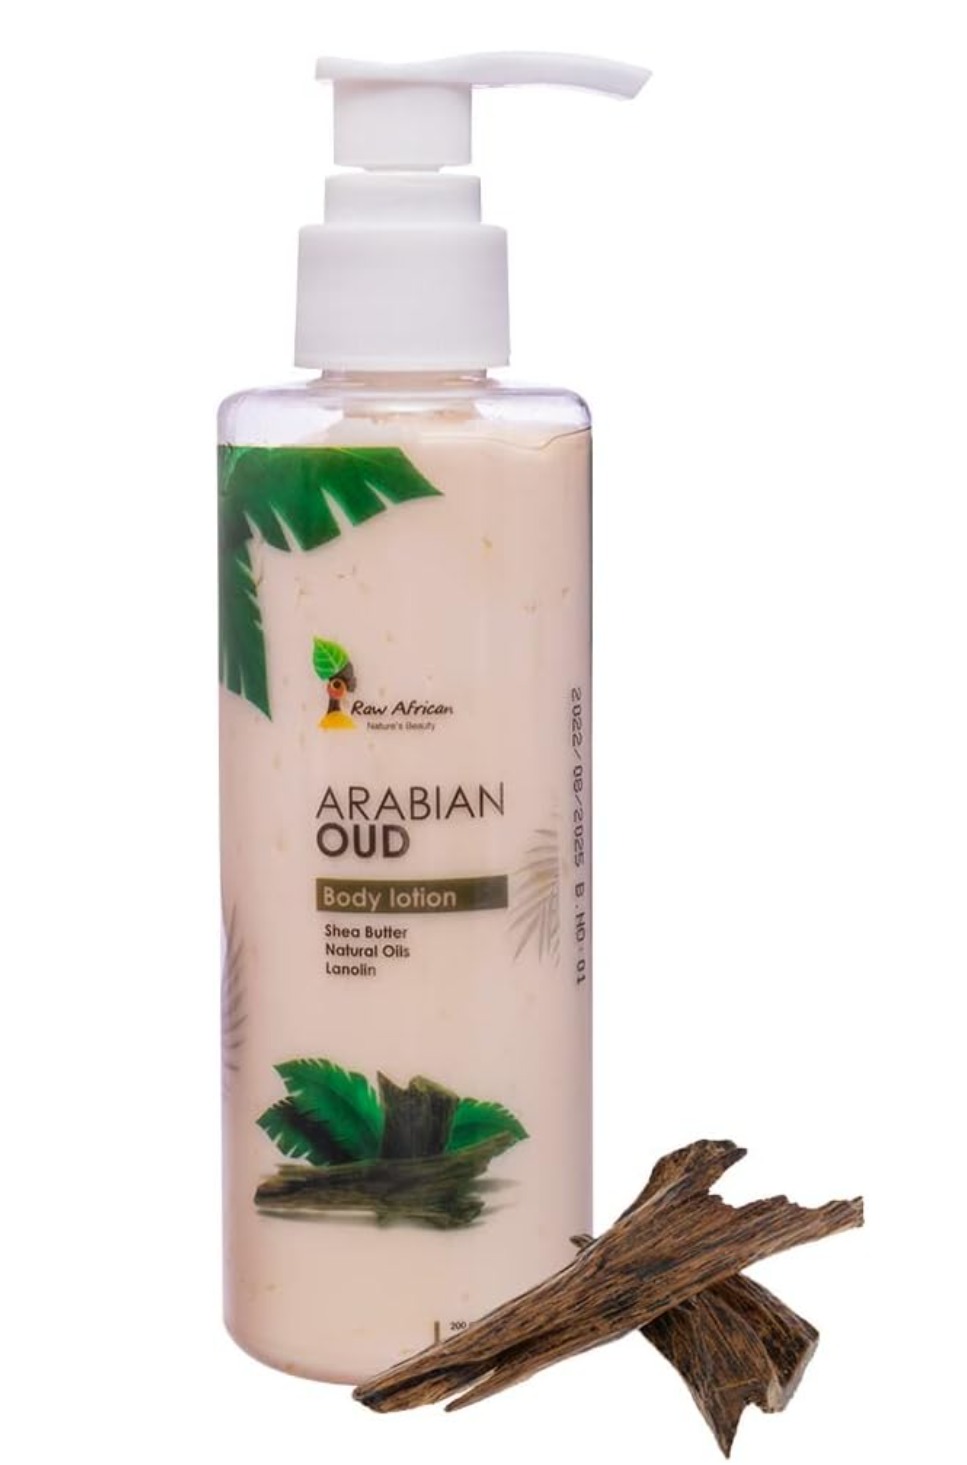 Raw African
Nature's Beauty
ARABIAN
OUD
Body lotion
Shea Butter
Natural Oils
Lanolin
2022/08/2025 B.NO:01
200